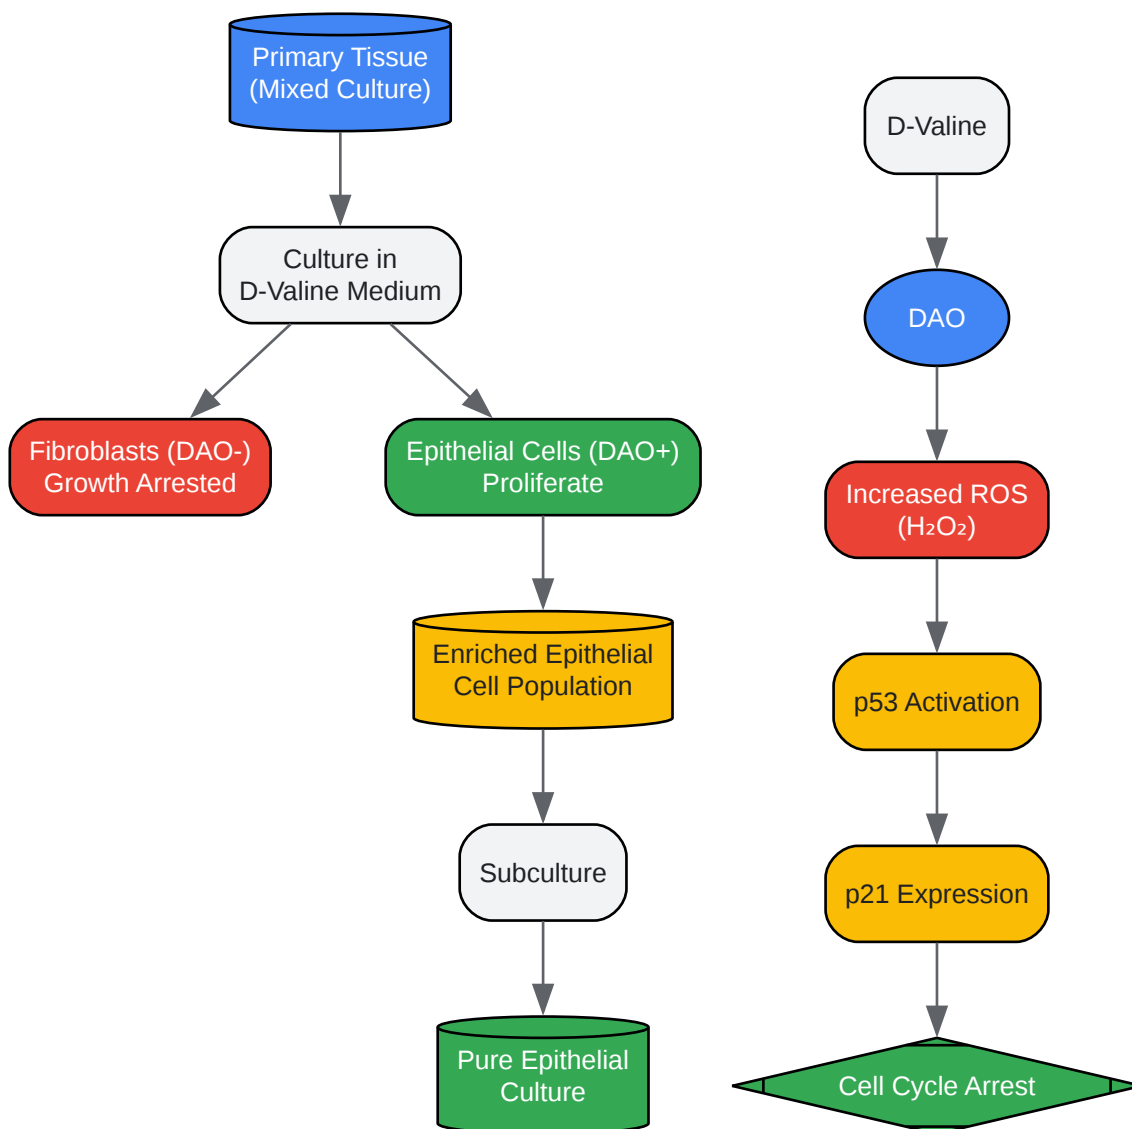 Primary Tissue
(Mixed Culture)
Culture in
D-Valine Medium
Fibroblasts (DAO-)
Growth Arrested
Epithelial Cells (DAO+)
Proliferate
Enriched Epithelial
Cell Population
Subculture
Pure Epithelial
Culture
D-Valine
DAO
Increased ROS
(H₂O₂)
p53 Activation
p21 Expression
Cell Cycle Arrest